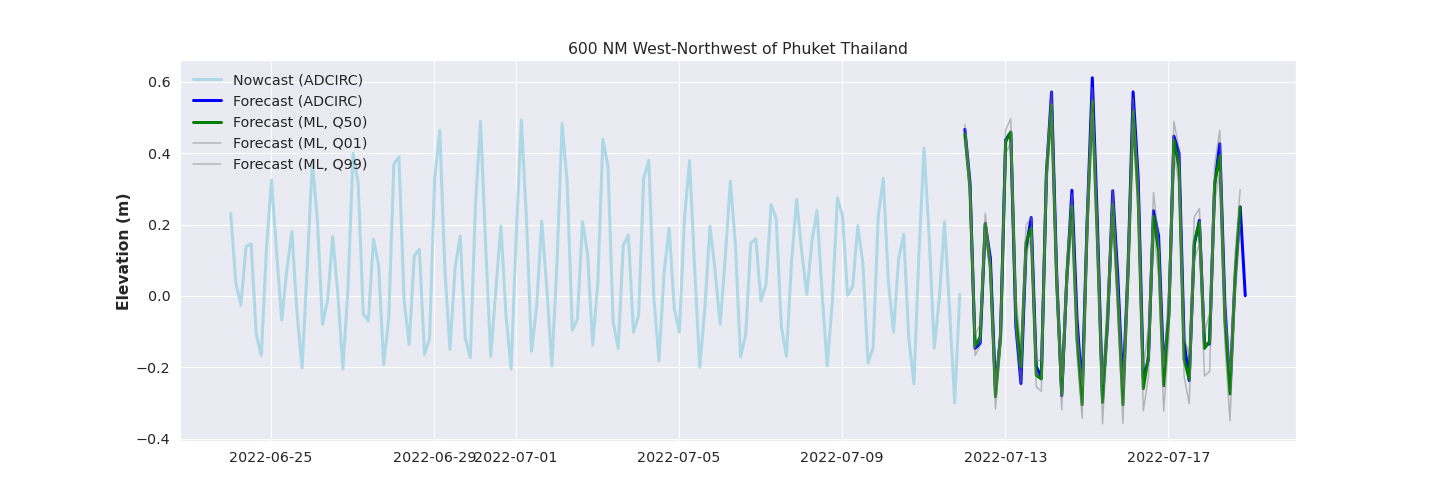 600 NM West-Northwest of Phuket Thailand
Nowcast (ADCIRC)
Forecast (ADCIRC)
Forecast (ML, Q50)
Forecast (ML, Q01)
Forecast (ML, Q99)
Elevation (m)
0.6
0.4
0.2
0.0
−0.2
−0.4
2022-06-25 2022-06-29 2022-07-01 2022-07-05 2022-07-09 2022-07-13 2022-07-17